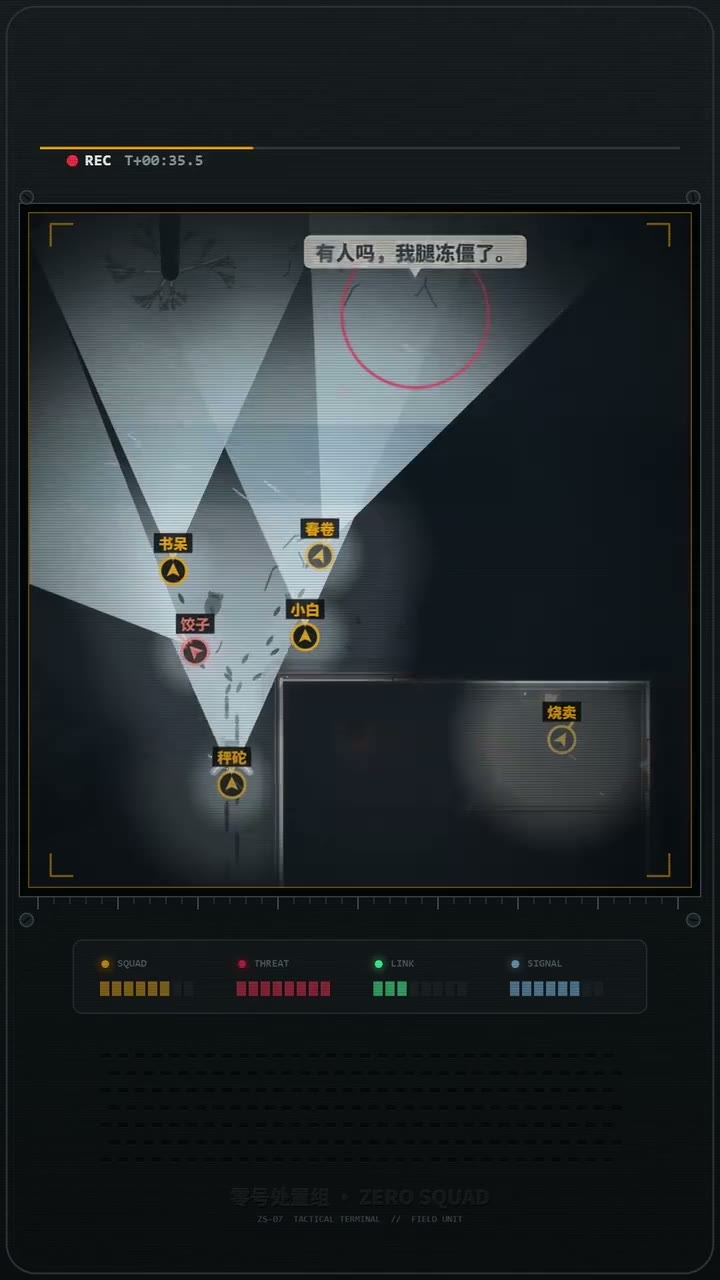 REC T+00:35.5
有人吗，我腿冻僵了。
春卷
书呆
小白
饺子
烧卖
秤砣
SQUAD THREAT LINK SIGNAL
零号处置组 · ZERO SQUAD
ZS-07 TACTICAL TERMINAL // FIELD UNIT